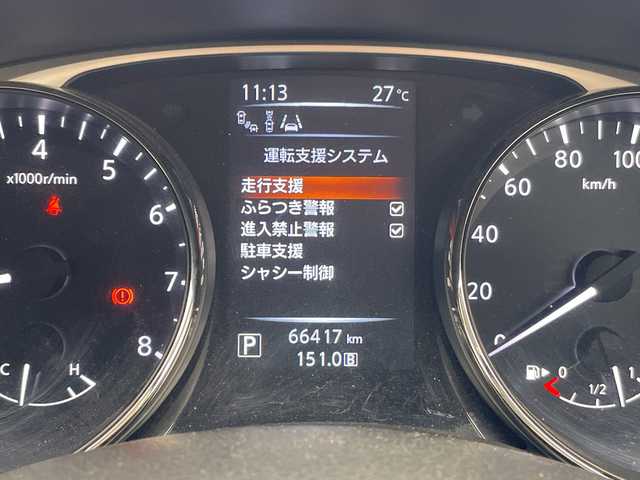 11:13 27°C
運転支援システム
走行支援
ふらつき警報
進入禁止警報
駐車支援
シャシー制御
P 66417 km
151.0 B
4
5
6
7
8
x1000r/min
C H
100
80
60
40
20
0
km/h
0 1/2 1